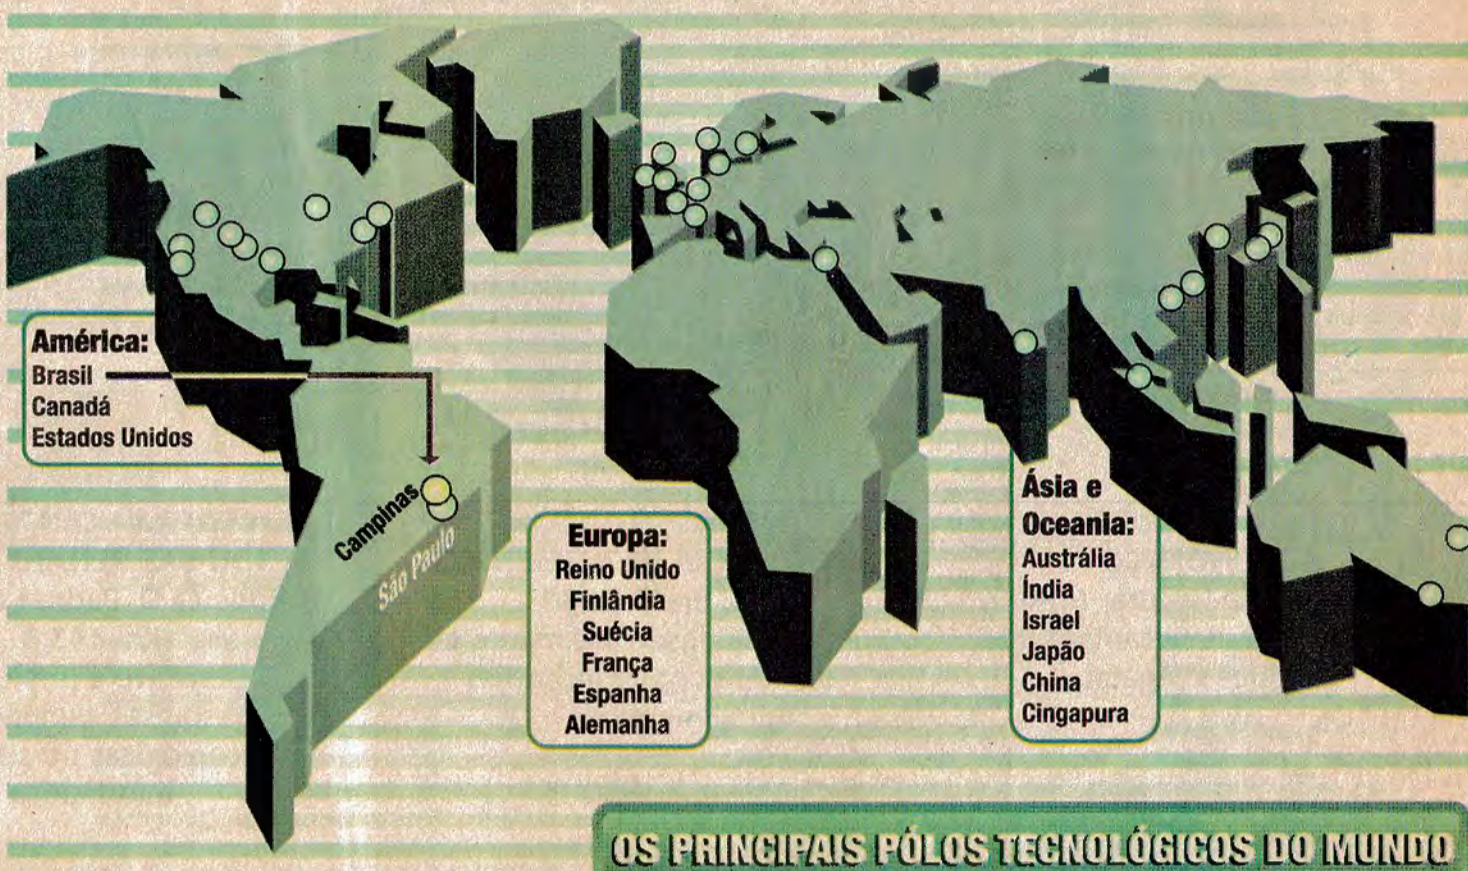 América:
Brasil
Canadá
Estados Unidos
Campinas
São Paulo
Europa:
Reino Unido
Finlândia
Suécia
França
Espanha
Alemanha
Ásia e
Oceania:
Austrália
Índia
Israel
Japão
China
Cingapura
OS PRINCIPAIS PÓLOS TECNOLÓGICOS DO MUNDO